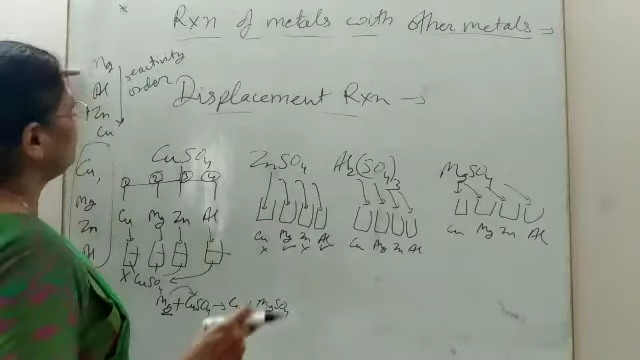 * Rxn of metals with other metals →
Mg
Al
Zn
Cu
reactivity
order
Displacement Rxn →
Cu,
Mg
Zn
Al
CuSO4 ZnSO4 Al2(SO4)3 MgSO4
Cu Mg Zn Al
Cu Mg Zn Al
x ✓ x ✓
Cu Mg Zn Al
Cu Mg Zn Al
X CuSO4
Mg + CuSO4 → MgSO4